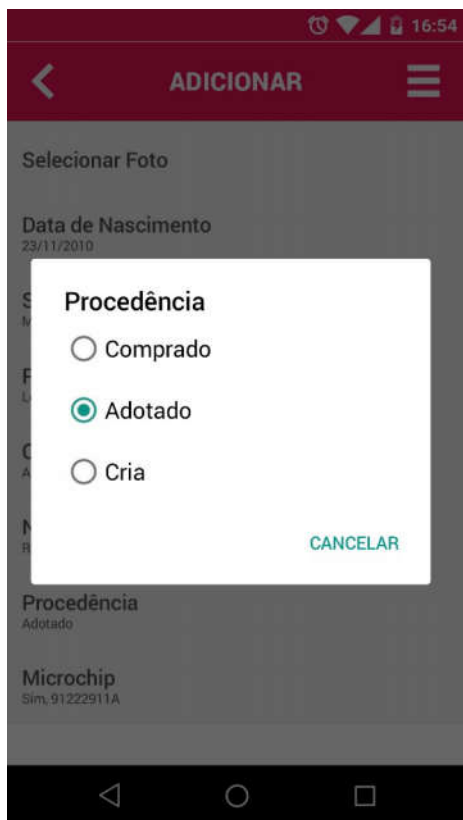 16:54
ADICIONAR
Selecionar Foto
Data de Nascimento
23/11/2010
Procedência
Comprado
Adotado
Cria
CANCELAR
Procedência
Adotado
Microchip
Sim, 91222911A